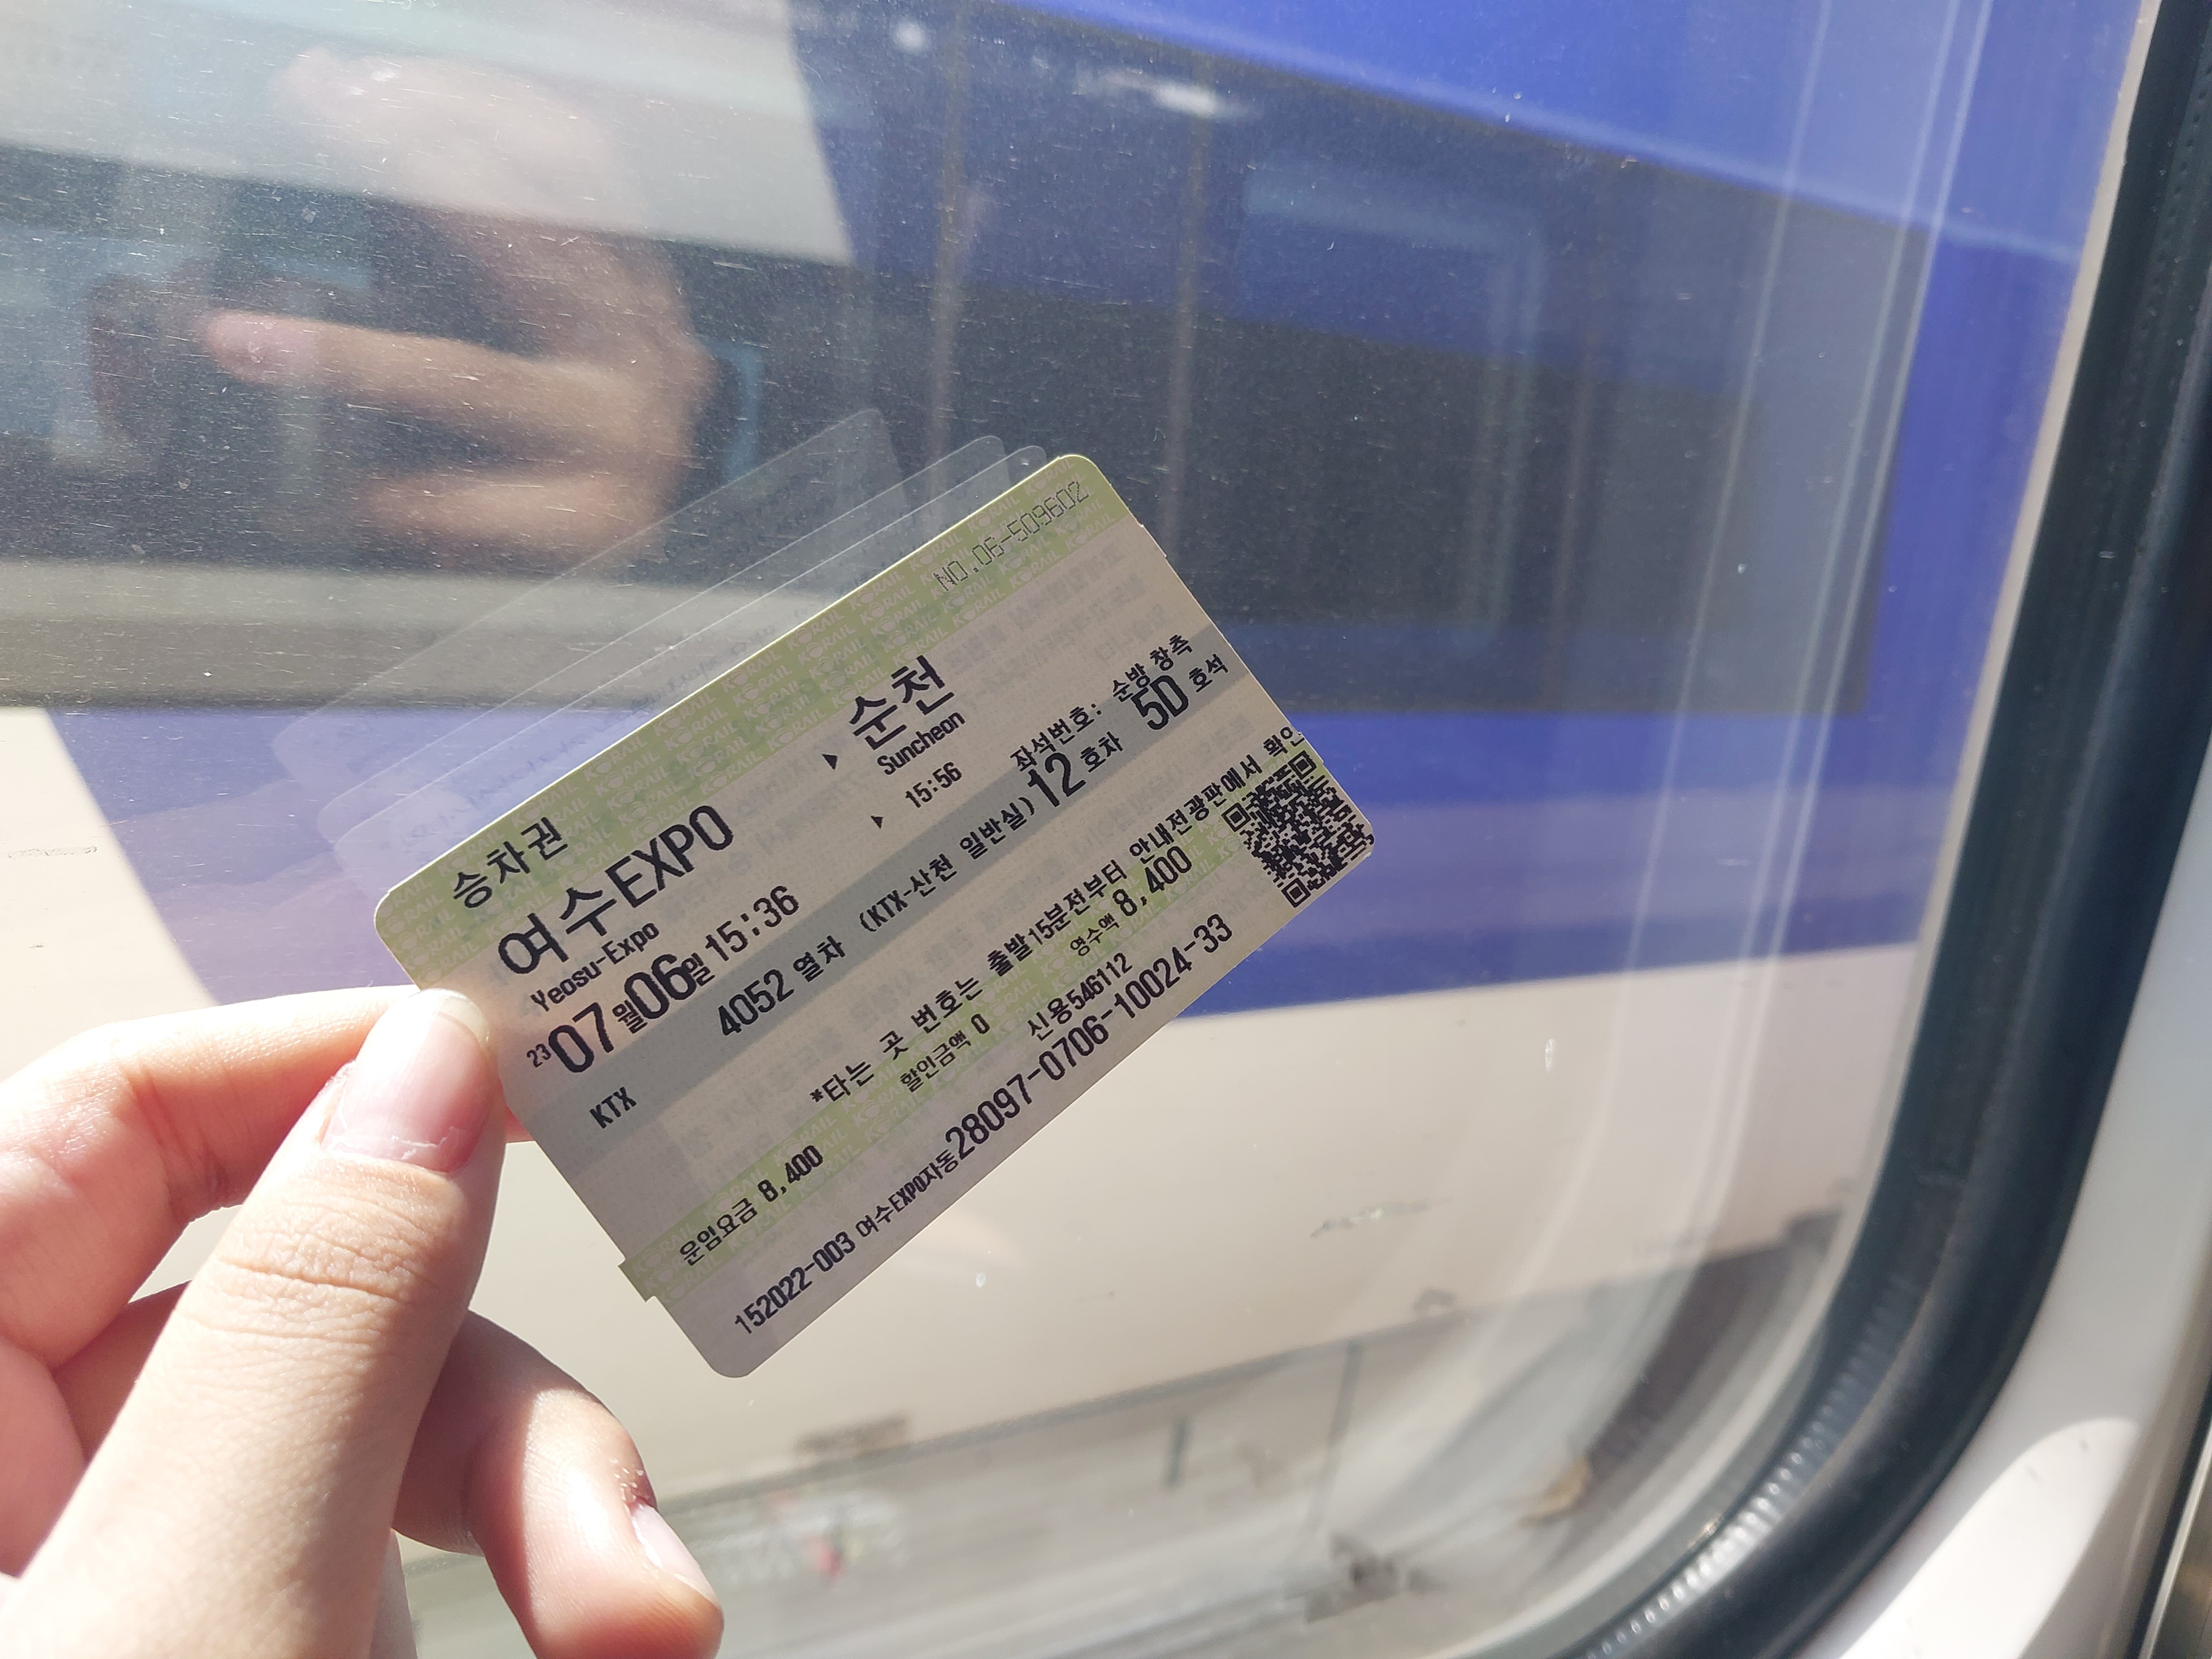 NO.06-509602
승차권
여수EXPO ▶ 순천
Yeosu-Expo Suncheon
23 07월06일 15:36 ▶ 15:56
좌석번호: 순방 창측
KTX 4052 열차 (KTX-산천 일반실) 12 호차 5D 호석
*타는 곳 번호는 출발15분전부터 안내전광판에서 확인
운임요금 8,400 할인금액 0 영수액 8,400
신용546112
152022-003 여수EXPO자동28097-0706-10024-33
KORAIL